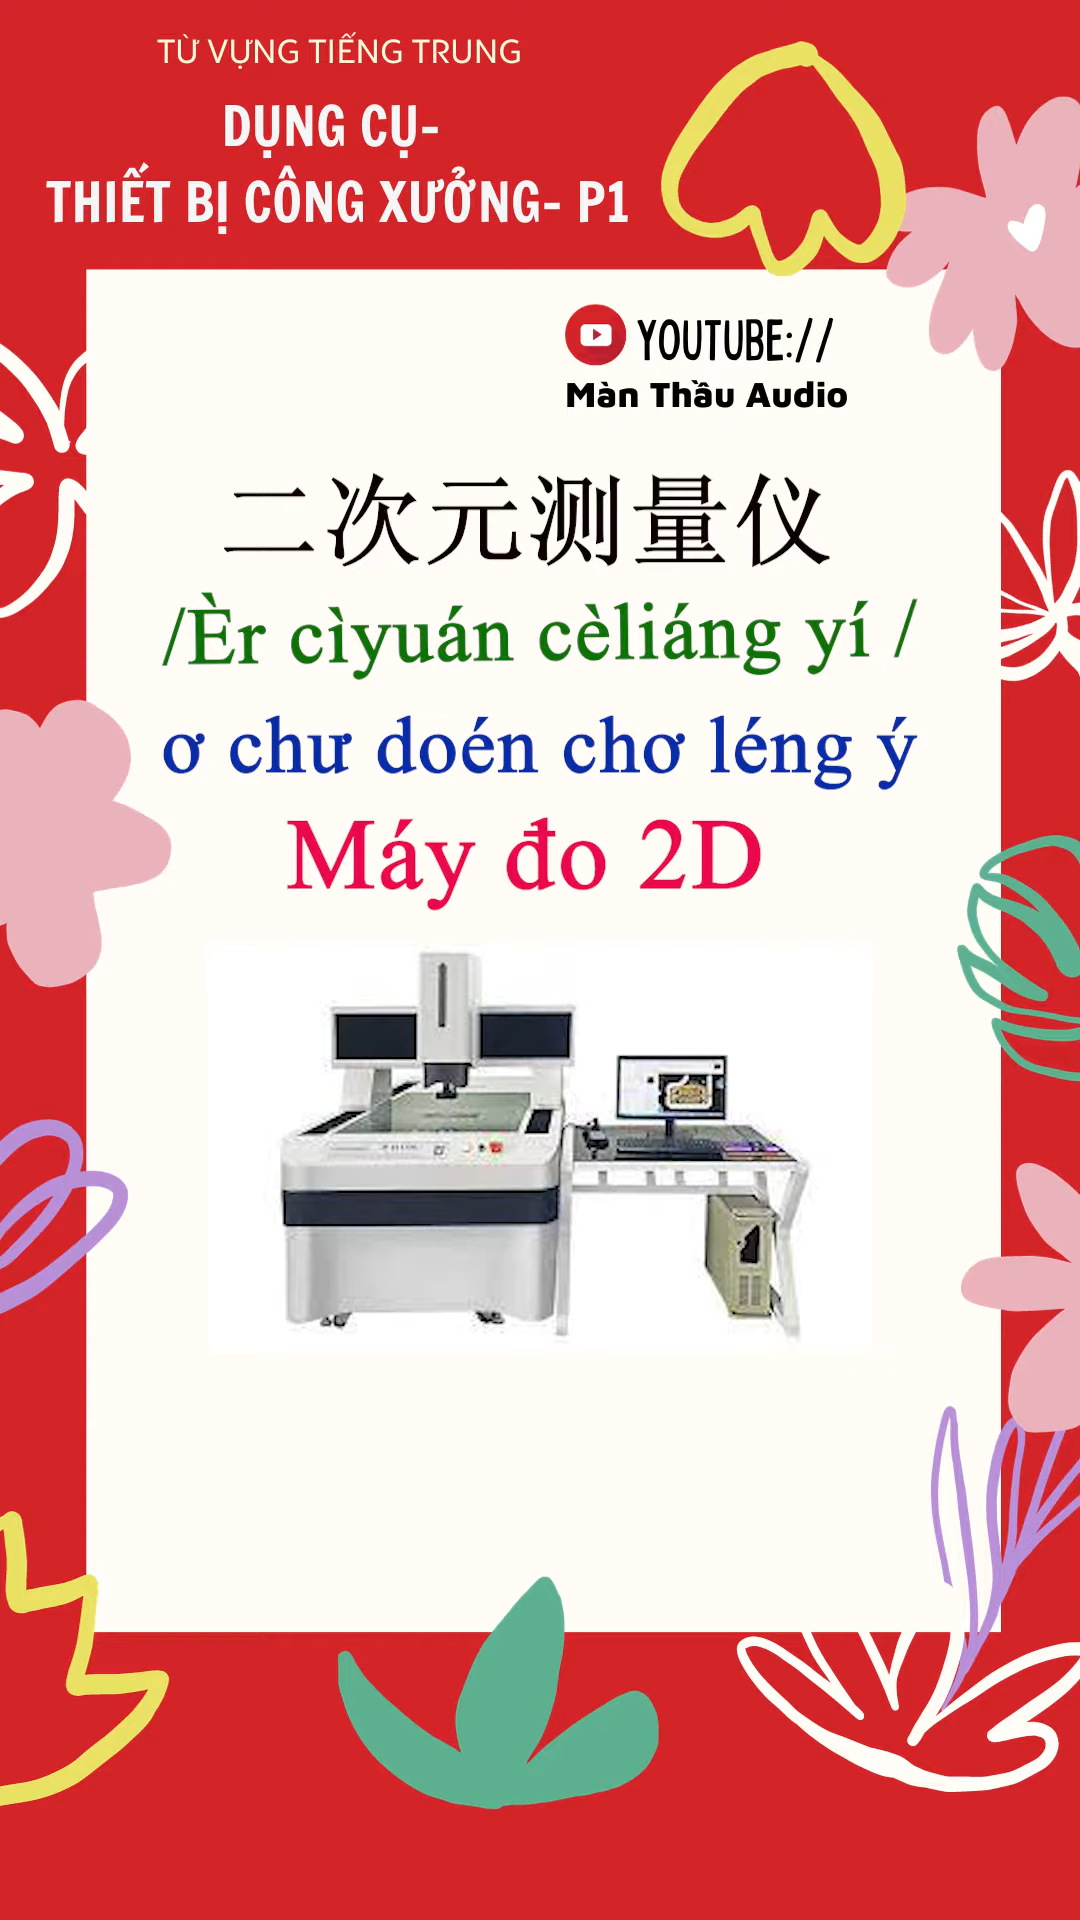 TỪ VỰNG TIẾNG TRUNG
DỤNG CỤ-
THIẾT BỊ CÔNG XƯỞNG- P1
YOUTUBE://
Màn Thầu Audio
二次元测量仪
/Èr cìyuán cèliáng yí /
ơ chư doén chơ léng ý
Máy đo 2D